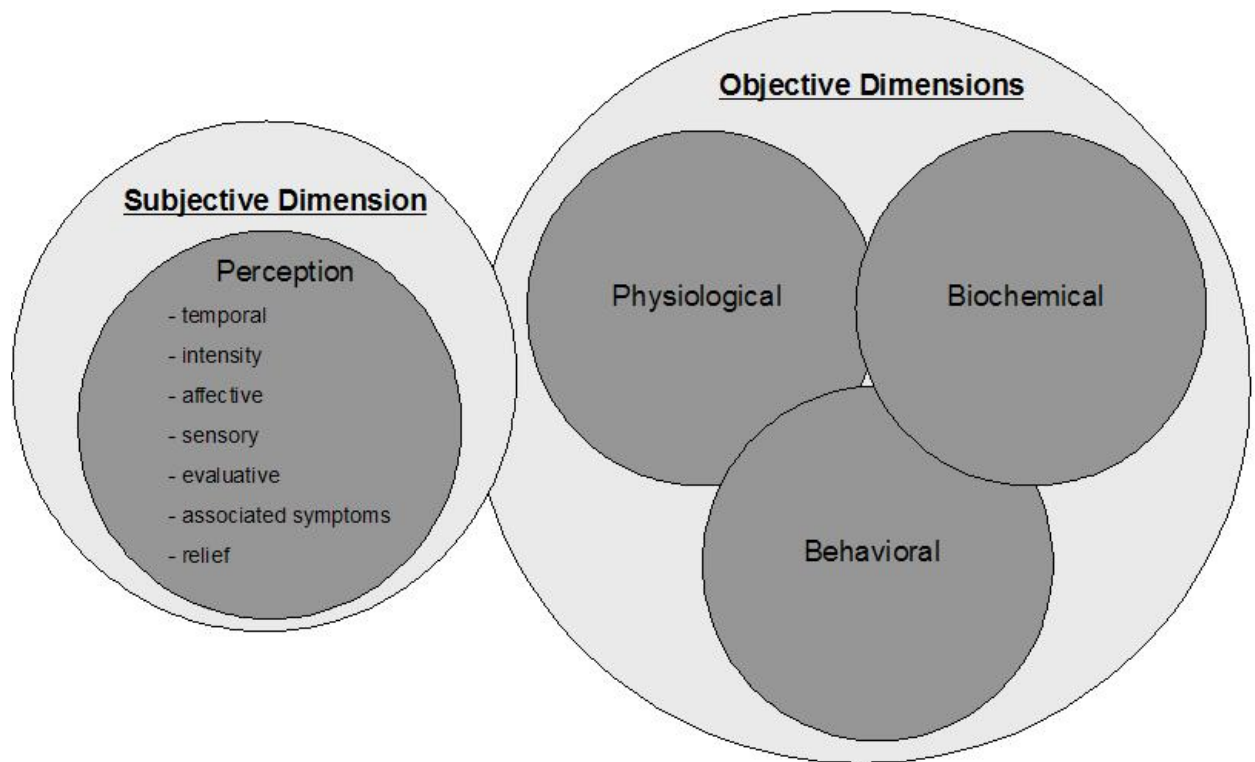 Subjective Dimension
Perception
- temporal
- intensity
- affective
- sensory
- evaluative
- associated symptoms
- relief
Objective Dimensions
Physiological
Biochemical
Behavioral